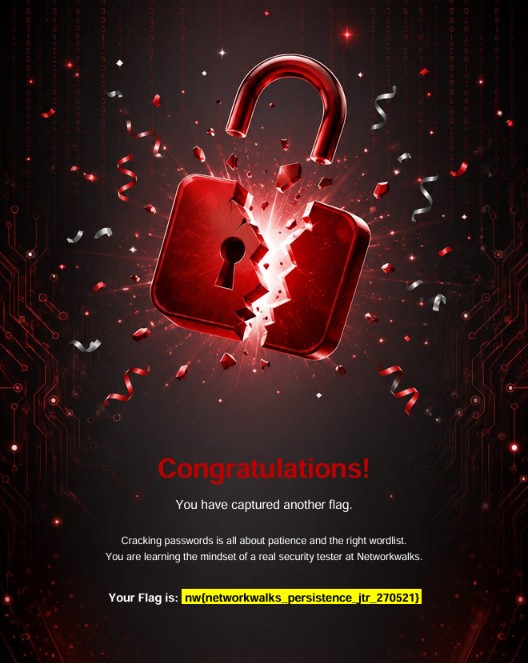 Congratulations!
You have captured another flag.
Cracking passwords is all about patience and the right wordlist.
You are learning the mindset of a real security tester at Networkwalks.
Your Flag is: nw{networkwalks_persistence_jtr_270521}